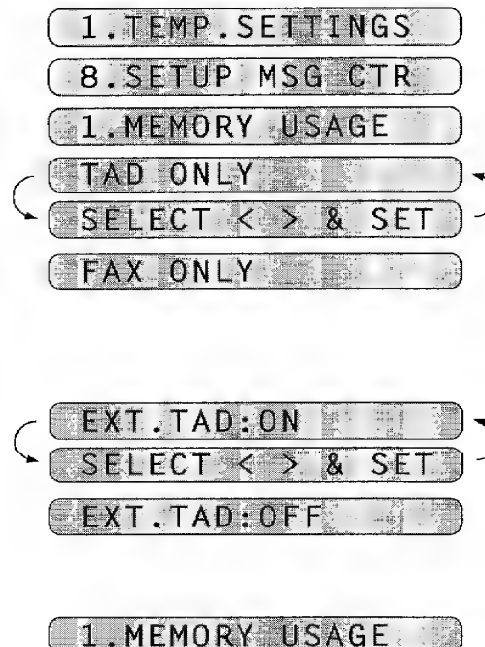 1.TEMP.SETTINGS
8.SETUP MSG CTR
1.MEMORY USAGE
TAD ONLY
SELECT < > & SET
FAX ONLY
EXT.TAD:ON
SELECT < > & SET
EXT.TAD:OFF
1.MEMORY USAGE